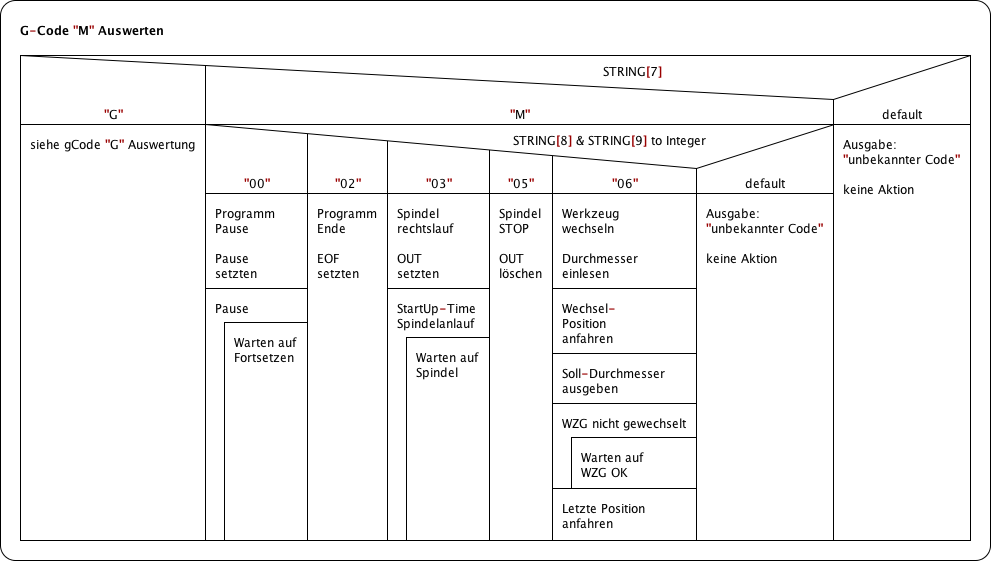 G-Code "M" Auswerten
STRING[7]
"G"
"M"
default
siehe gCode "G" Auswertung
STRING[8] & STRING[9] to Integer
Ausgabe:
"unbekannter Code"
keine Aktion
"00"
"02"
"03"
"05"
"06"
default
Programm
Pause
Pause
setzten
Pause
Warten auf
Fortsetzen
Programm
Ende
EOF
setzten
Spindel
rechtslauf
OUT
setzten
StartUp-Time
Spindelanlauf
Warten auf
Spindel
Spindel
STOP
OUT
löschen
Werkzeug
wechseln
Durchmesser
einlesen
Wechsel-
Position
anfahren
Soll-Durchmesser
ausgeben
WZG nicht gewechselt
Warten auf
WZG OK
Letzte Position
anfahren
Ausgabe:
"unbekannter Code"
keine Aktion